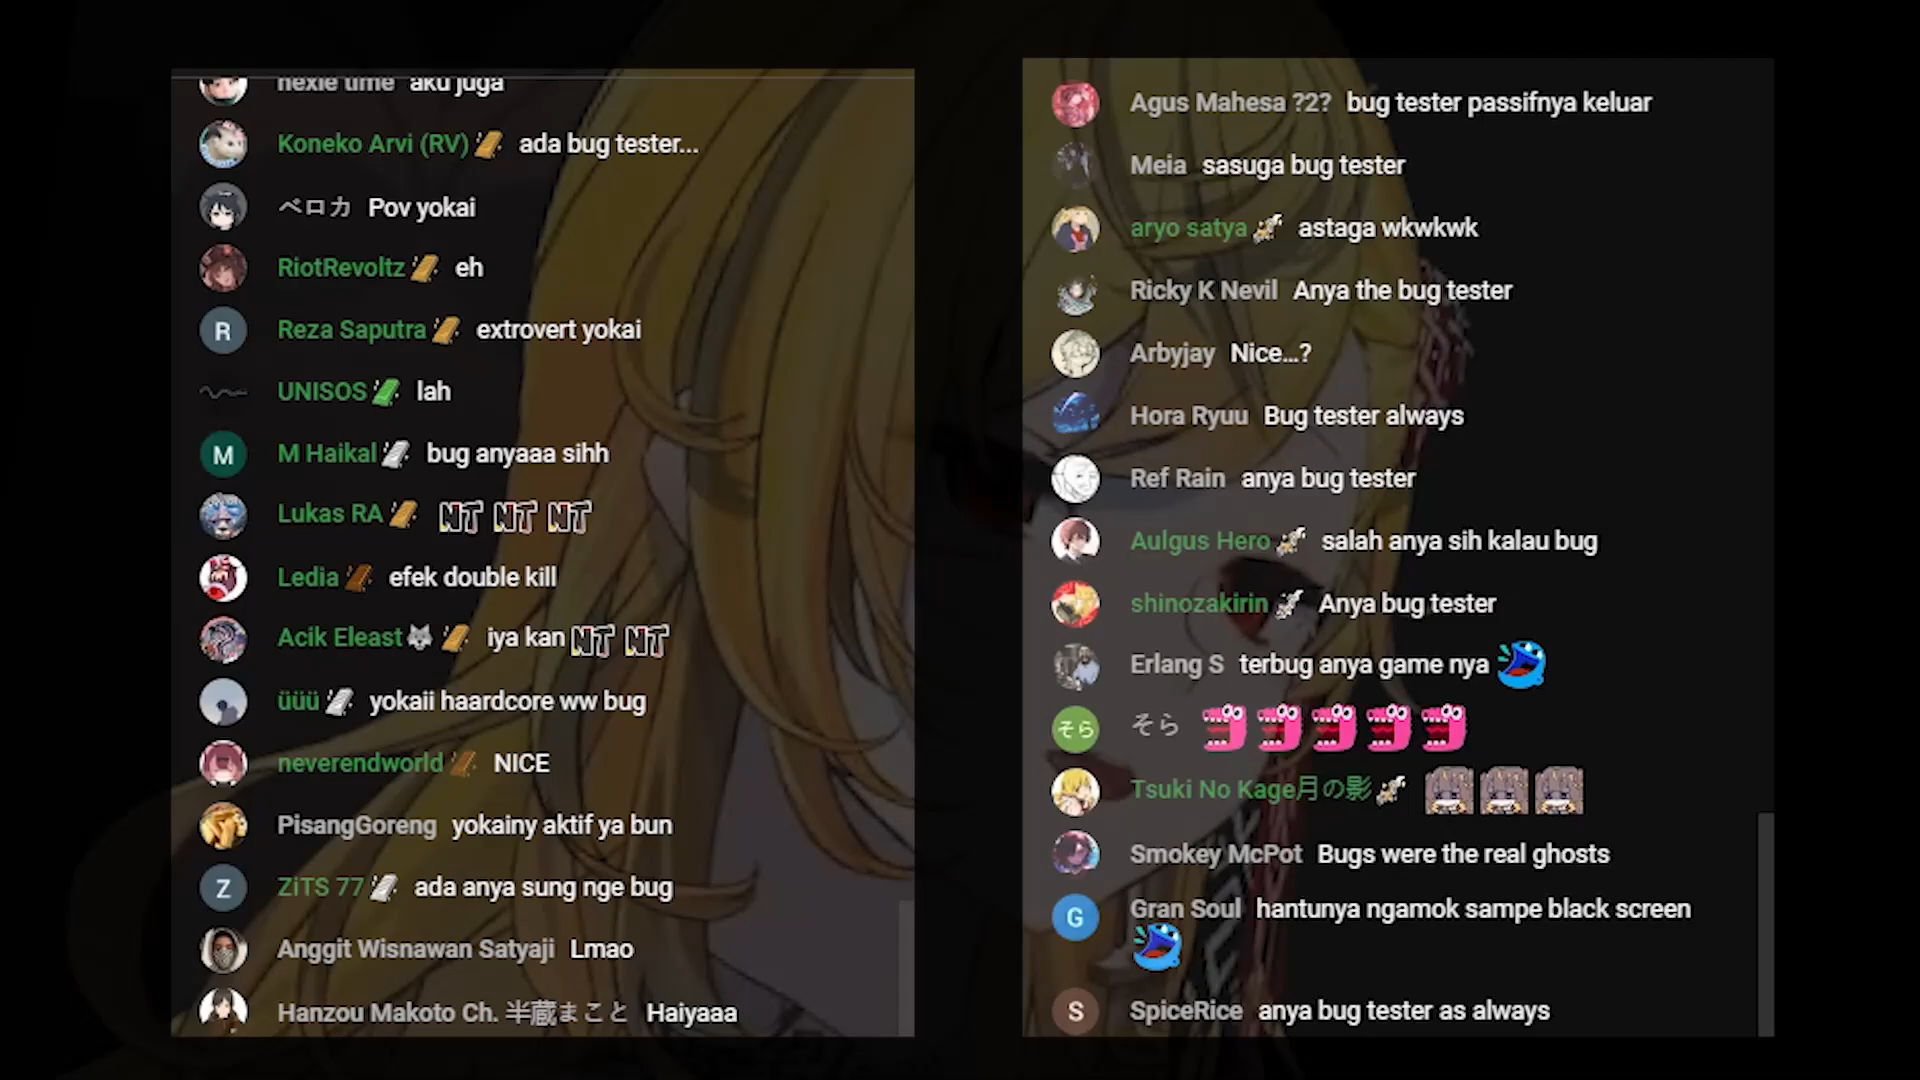 nexie time aku juga
Koneko Arvi (RV) ada bug tester...
ペロカ Pov yokai
RiotRevoltz eh
R Reza Saputra extrovert yokai
UNISOS lah
M M Haikal bug anyaaa sihh
Lukas RA NT NT NT
Ledia efek double kill
Acik Eleast iya kan NT NT
üüü yokaii haardcore ww bug
neverendworld NICE
PisangGoreng yokainy aktif ya bun
Z ZiTS 77 ada anya sung nge bug
Anggit Wisnawan Satyaji Lmao
Hanzou Makoto Ch. 半蔵まこと Haiyaaa
Agus Mahesa ?2? bug tester passifnya keluar
Meia sasuga bug tester
aryo satya astaga wkwkwk
Ricky K Nevil Anya the bug tester
Arbyjay Nice...?
Hora Ryuu Bug tester always
Ref Rain anya bug tester
Aulgus Hero salah anya sih kalau bug
shinozakirin Anya bug tester
Erlang S terbug anya game nya
そら そら
Tsuki No Kage月の影
Smokey McPot Bugs were the real ghosts
G Gran Soul hantunya ngamok sampe black screen
S SpiceRice anya bug tester as always